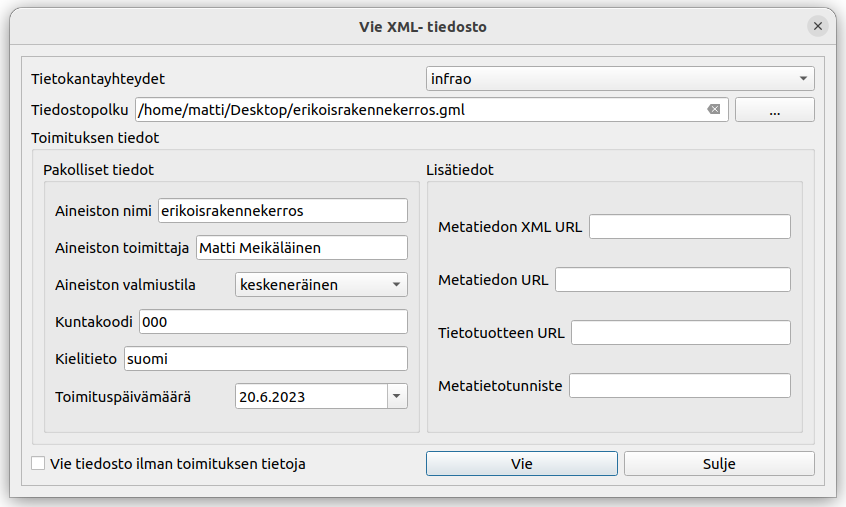 Vie XML- tiedosto
Tietokantayhteydet infrao
Tiedostopolku /home/matti/Desktop/erikoisrakennekerros.gml ...
Toimituksen tiedot
Pakolliset tiedot
Aineiston nimi erikoisrakennekerros
Aineiston toimittaja Matti Meikäläinen
Aineiston valmiustila keskeneräinen
Kuntakoodi 000
Kielitieto suomi
Toimituspäivämäärä 20.6.2023
Lisätiedot
Metatiedon XML URL
Metatiedon URL
Tietotuotteen URL
Metatietotunniste
Vie tiedosto ilman toimituksen tietoja Vie Sulje